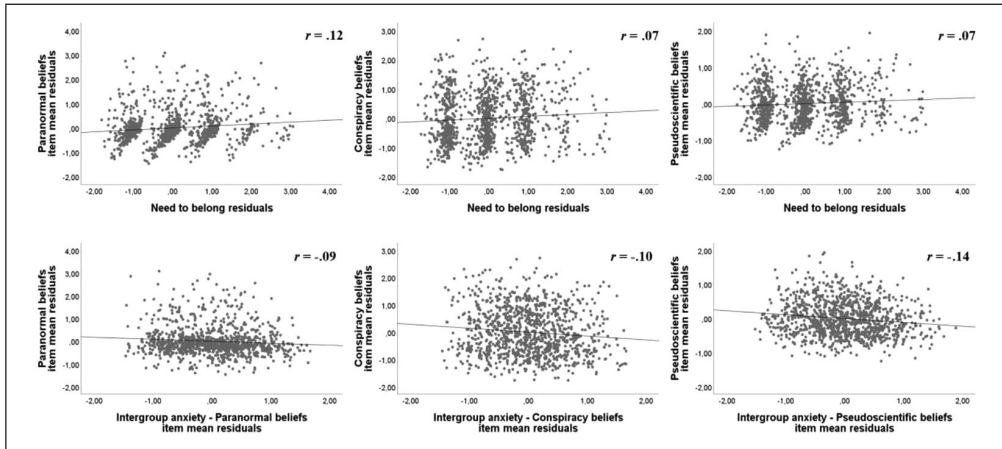 r = .12
Paranormal beliefs
item mean residuals
4,00
3,00
2,00
1,00
,00
-1,00
-2,00
-2,00 -1,00 ,00 1,00 2,00 3,00 4,00
Need to belong residuals
r = .07
Conspiracy beliefs
item mean residuals
3,00
2,00
1,00
,00
-1,00
-2,00
-2,00 -1,00 ,00 1,00 2,00 3,00 4,00
Need to belong residuals
r = .07
Pseudoscientific beliefs
item mean residuals
2,00
1,00
,00
-1,00
-2,00
-2,00 -1,00 ,00 1,00 2,00 3,00 4,00
Need to belong residuals
r = -.09
Paranormal beliefs
item mean residuals
4,00
3,00
2,00
1,00
,00
-1,00
-2,00
-2,00 -1,00 ,00 1,00 2,00
Intergroup anxiety - Paranormal beliefs
item mean residuals
r = -.10
Conspiracy beliefs
item mean residuals
3,00
2,00
1,00
,00
-1,00
-2,00
-2,00 -1,00 ,00 1,00 2,00
Intergroup anxiety - Conspiracy beliefs
item mean residuals
r = -.14
Pseudoscientific beliefs
item mean residuals
2,00
1,00
,00
-1,00
-2,00
-2,00 -1,00 ,00 1,00 2,00
Intergroup anxiety - Pseudoscientific beliefs
item mean residuals